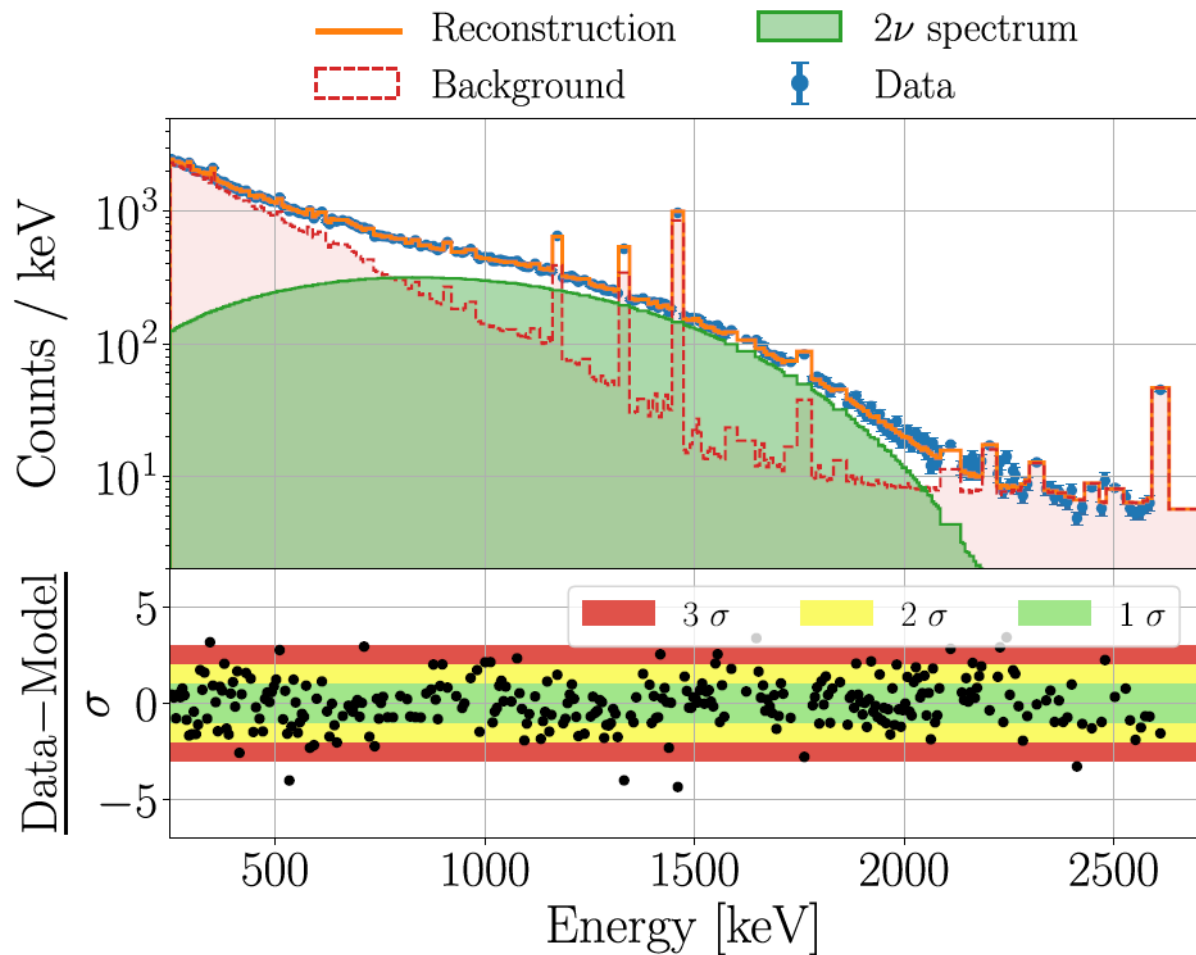 Reconstruction
2ν spectrum
Background
Data
Counts / keV
10³
10²
10¹
Data−Model
σ
5
0
−5
3 σ
2 σ
1 σ
500
1000
1500
2000
2500
Energy [keV]